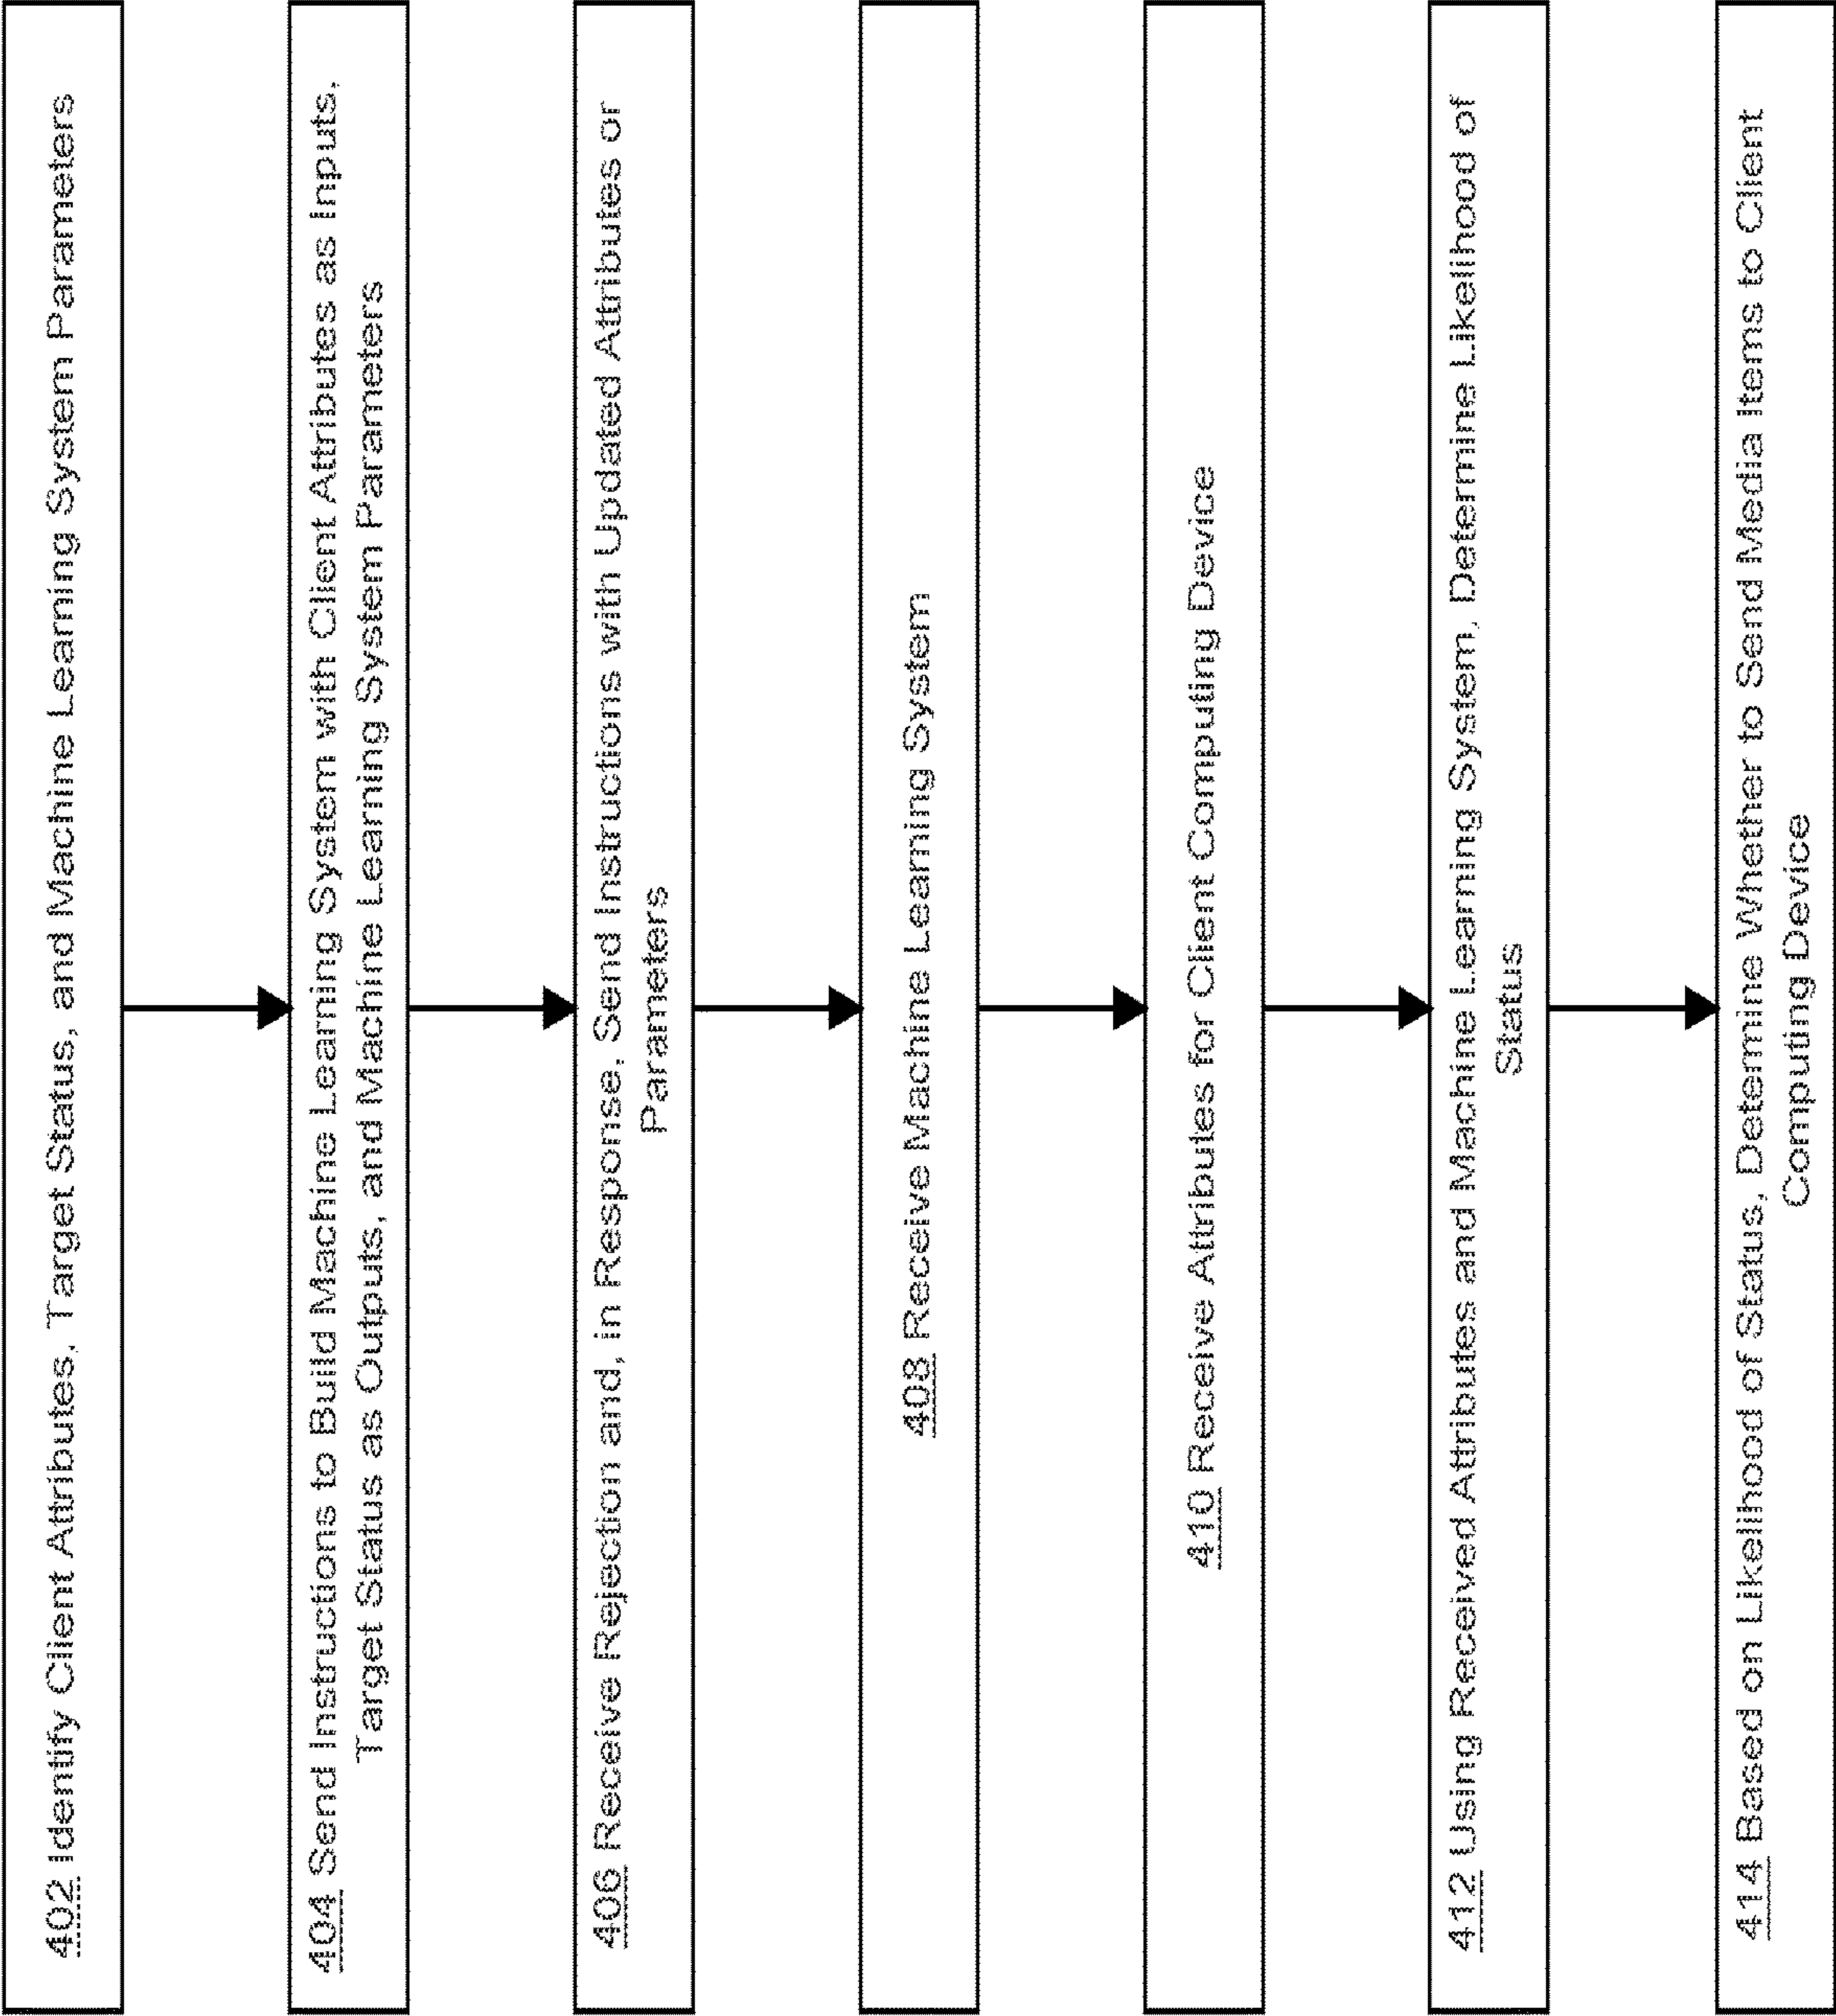 402 Identify Client Attributes, Target Status, and Machine Learning System Parameters
404 Send Instructions to Build Machine Learning System with Client Attributes as Inputs,
Target Status as Outputs, and Machine Learning System Parameters
406 Receive Rejection and, in Response, Send Instructions with Updated Attributes or
Parameters
408 Receive Machine Learning System
410 Receive Attributes for Client Computing Device
412 Using Received Attributes and Machine Learning System, Determine Likelihood of
Status
414 Based on Likelihood of Status, Determine Whether to Send Media Items to Client
Computing Device